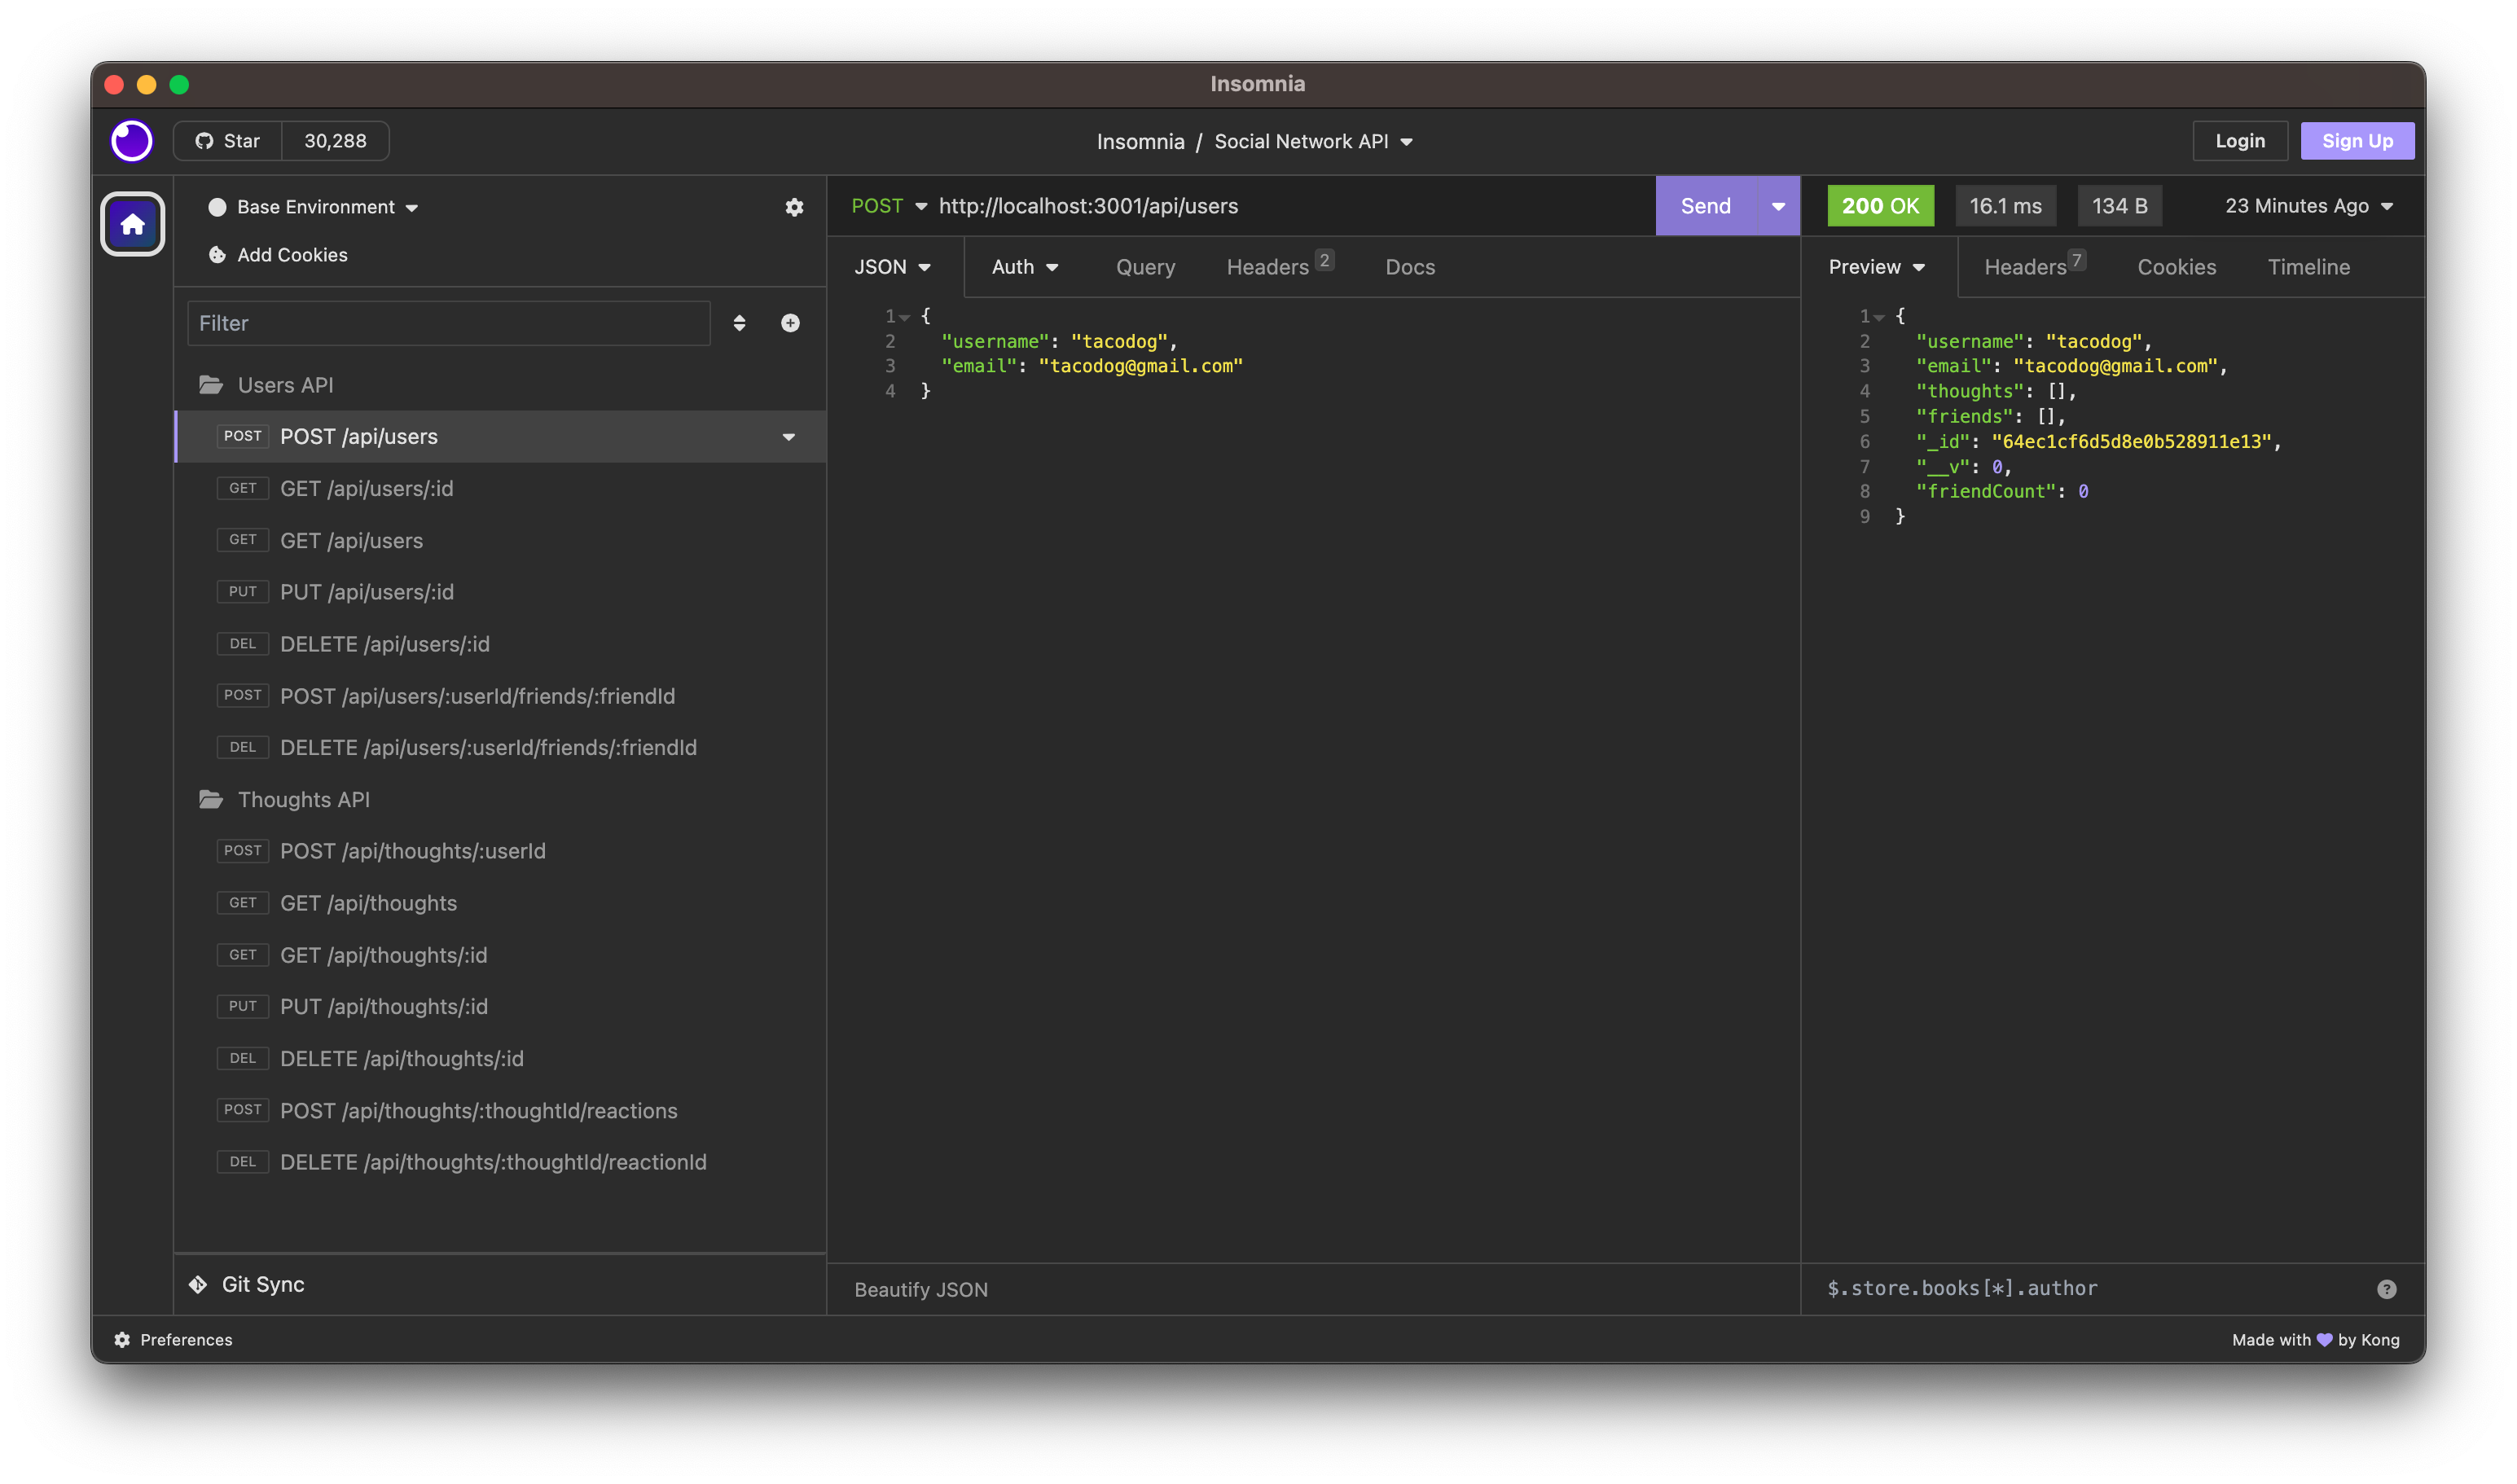 Insomnia
Star 30,288
Insomnia / Social Network API
Login Sign Up
Base Environment
Add Cookies
Filter
Users API
POST POST /api/users
GET GET /api/users/:id
GET GET /api/users
PUT PUT /api/users/:id
DEL DELETE /api/users/:id
POST POST /api/users/:userId/friends/:friendId
DEL DELETE /api/users/:userId/friends/:friendId
Thoughts API
POST POST /api/thoughts/:userId
GET GET /api/thoughts
GET GET /api/thoughts/:id
PUT PUT /api/thoughts/:id
DEL DELETE /api/thoughts/:id
POST POST /api/thoughts/:thoughtId/reactions
DEL DELETE /api/thoughts/:thoughtId/reactionId
Git Sync
POST http://localhost:3001/api/users Send
JSON Auth Query Headers 2 Docs
1 {
2 "username": "tacodog",
3 "email": "tacodog@gmail.com"
4 }
Beautify JSON
200 OK 16.1 ms 134 B 23 Minutes Ago
Preview Headers 7 Cookies Timeline
1 {
2 "username": "tacodog",
3 "email": "tacodog@gmail.com",
4 "thoughts": [],
5 "friends": [],
6 "_id": "64ec1cf6d5d8e0b528911e13",
7 "__v": 0,
8 "friendCount": 0
9 }
$.store.books[*].author ?
Preferences
Made with 💜 by Kong